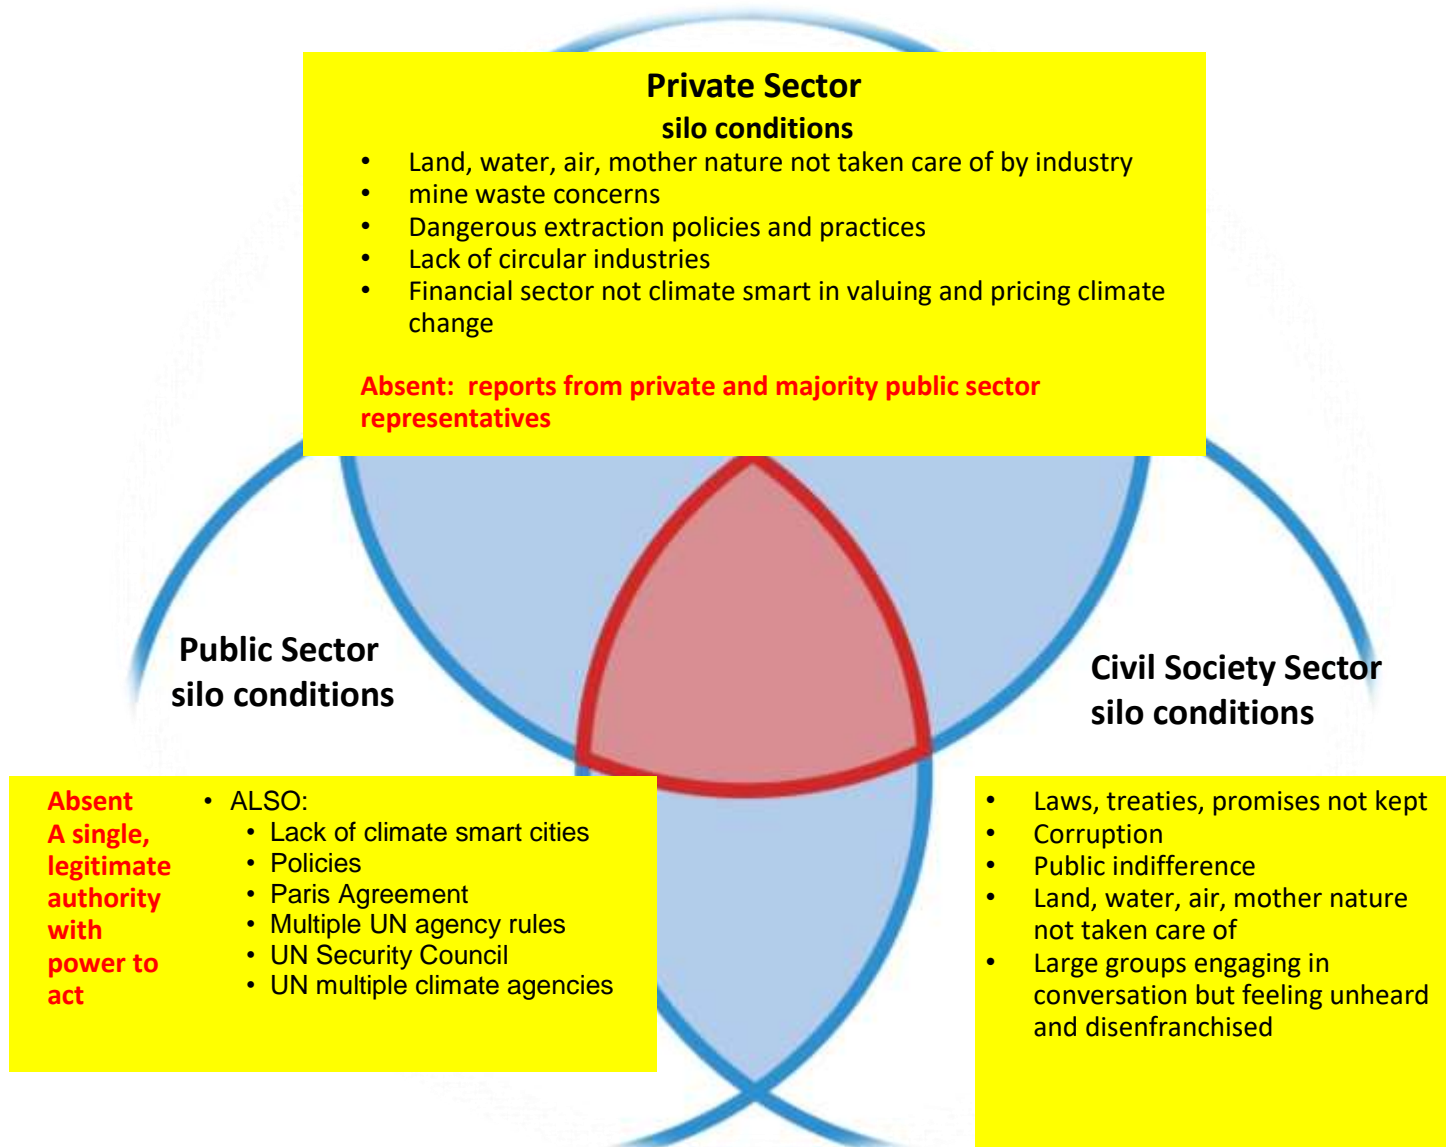 Private Sector
silo conditions
• Land, water, air, mother nature not taken care of by industry
• mine waste concerns
• Dangerous extraction policies and practices
• Lack of circular industries
• Financial sector not climate smart in valuing and pricing climate
change
Absent: reports from private and majority public sector
representatives
Public Sector
silo conditions
Civil Society Sector
silo conditions
Absent
A single,
legitimate
authority
with
power to
act
• ALSO:
• Lack of climate smart cities
• Policies
• Paris Agreement
• Multiple UN agency rules
• UN Security Council
• UN multiple climate agencies
• Laws, treaties, promises not kept
• Corruption
• Public indifference
• Land, water, air, mother nature
not taken care of
• Large groups engaging in
conversation but feeling unheard
and disenfranchised